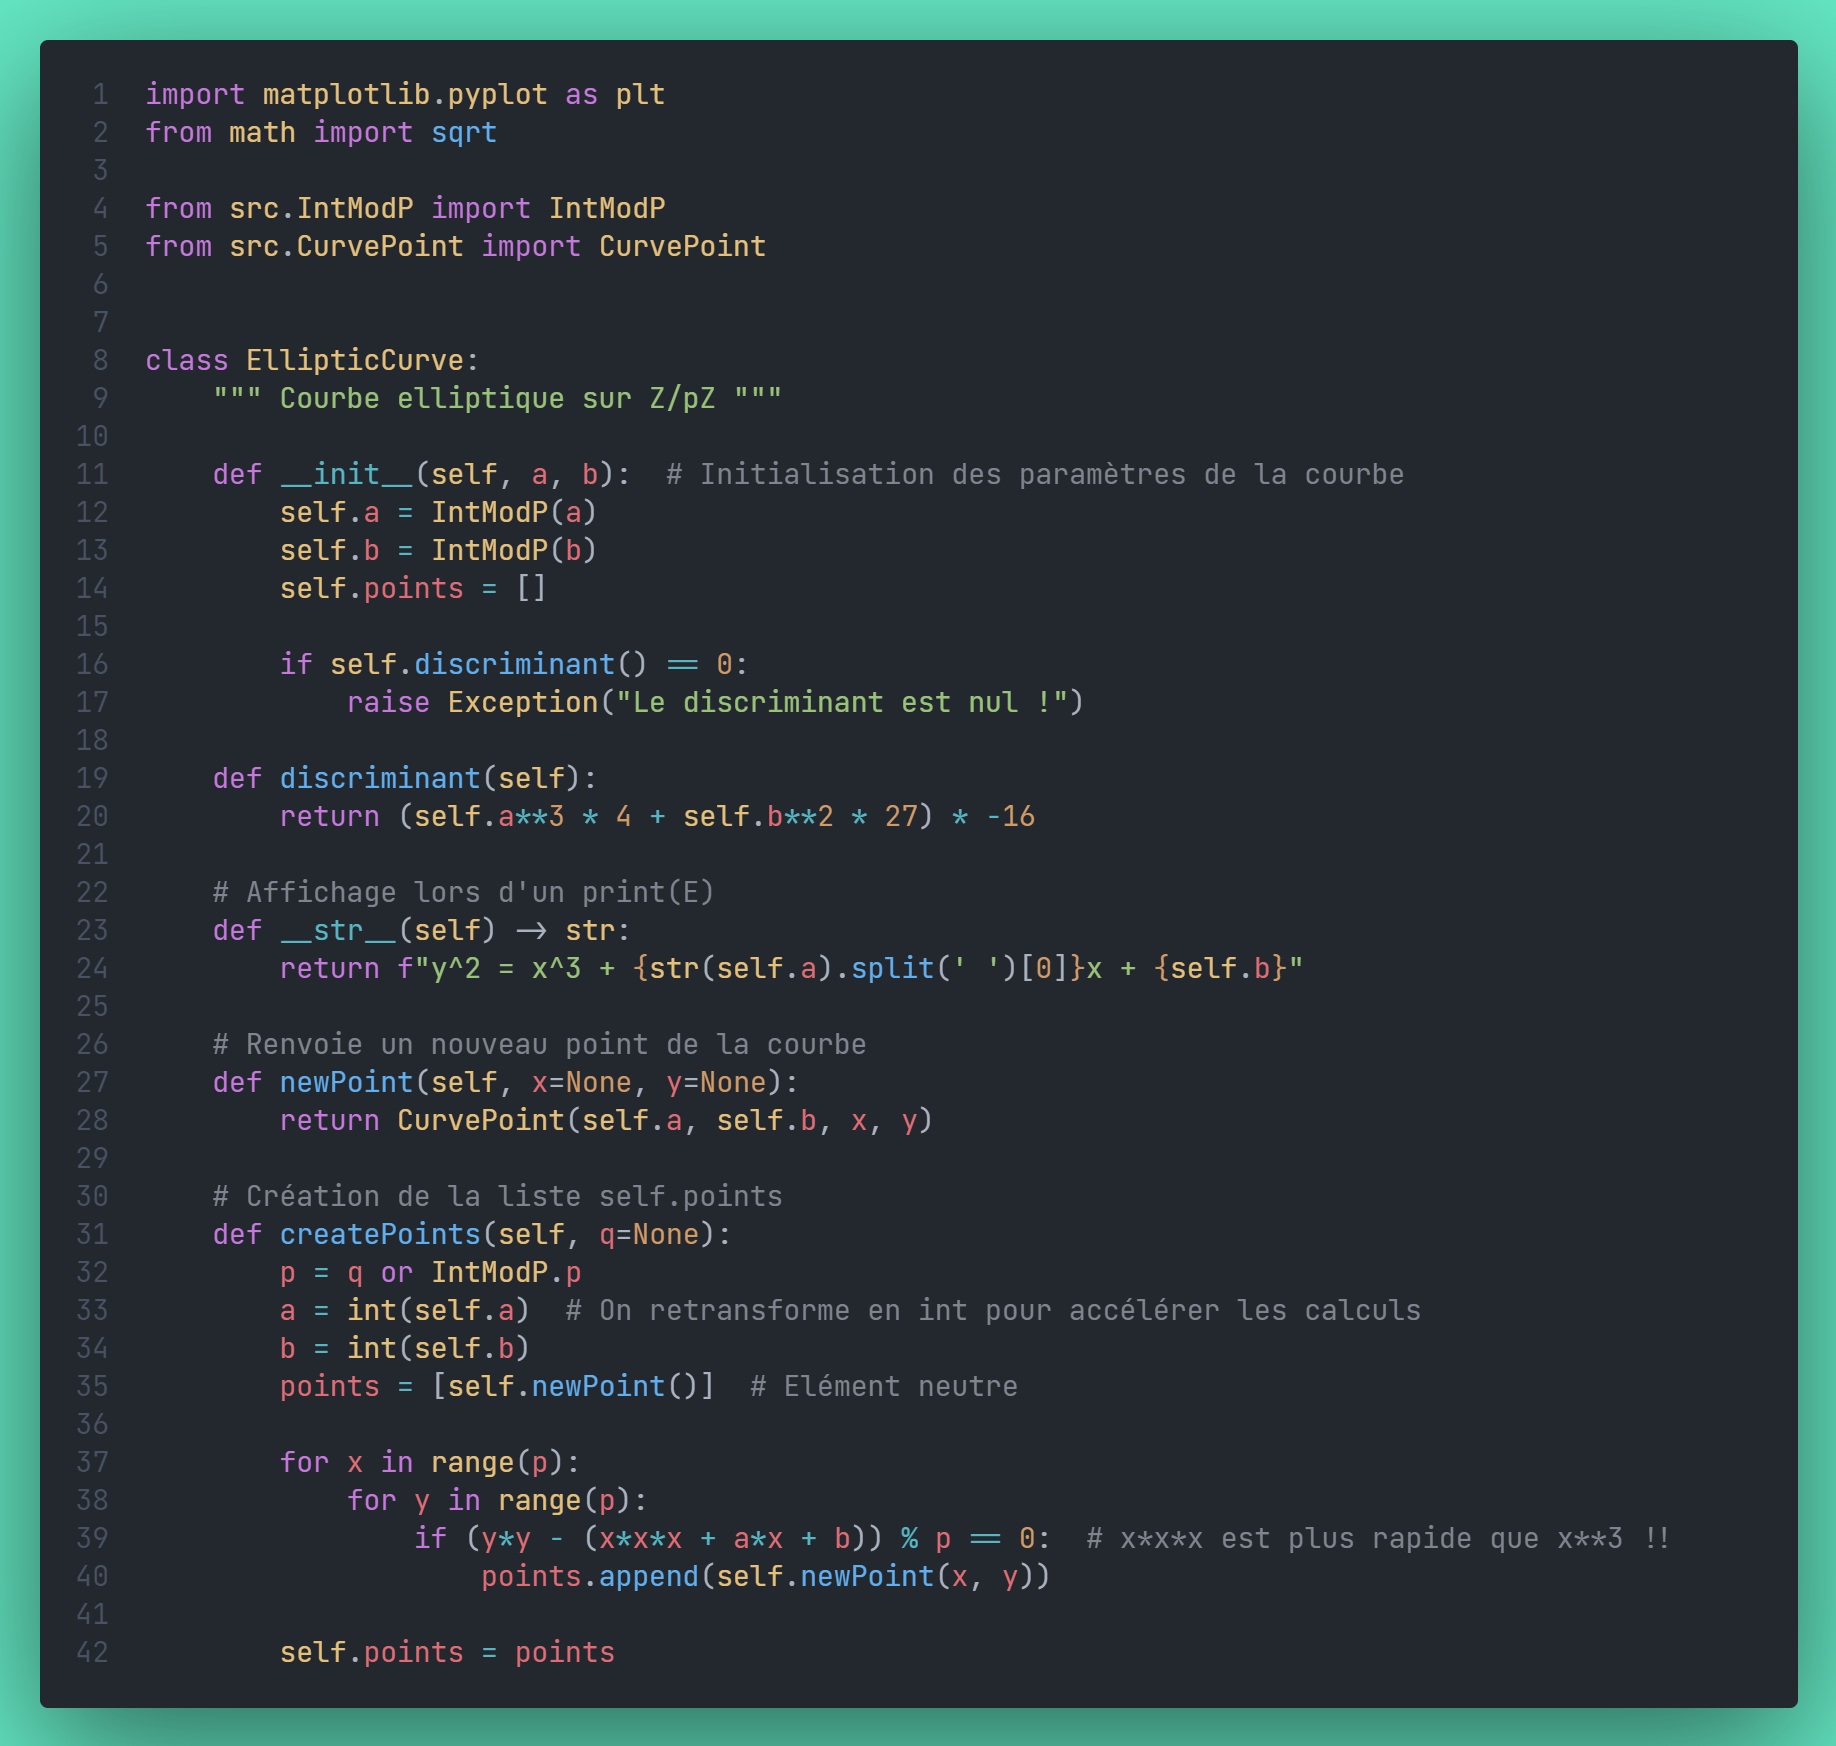 1 import matplotlib.pyplot as plt
2 from math import sqrt
3
4 from src.IntModP import IntModP
5 from src.CurvePoint import CurvePoint
6
7
8 class EllipticCurve:
9     """ Courbe elliptique sur Z/pZ """
10
11     def __init__(self, a, b):  # Initialisation des paramètres de la courbe
12         self.a = IntModP(a)
13         self.b = IntModP(b)
14         self.points = []
15
16         if self.discriminant() == 0:
17             raise Exception("Le discriminant est nul !")
18
19     def discriminant(self):
20         return (self.a**3 * 4 + self.b**2 * 27) * -16
21
22     # Affichage lors d'un print(E)
23     def __str__(self) -> str:
24         return f"y^2 = x^3 + {str(self.a).split(' ')[0]}x + {self.b}"
25
26     # Renvoie un nouveau point de la courbe
27     def newPoint(self, x=None, y=None):
28         return CurvePoint(self.a, self.b, x, y)
29
30     # Création de la liste self.points
31     def createPoints(self, q=None):
32         p = q or IntModP.p
33         a = int(self.a)  # On retransforme en int pour accélérer les calculs
34         b = int(self.b)
35         points = [self.newPoint()]  # Elément neutre
36
37         for x in range(p):
38             for y in range(p):
39                 if (y*y - (x*x*x + a*x + b)) % p == 0:  # x*x*x est plus rapide que x**3 !!
40                     points.append(self.newPoint(x, y))
41
42         self.points = points